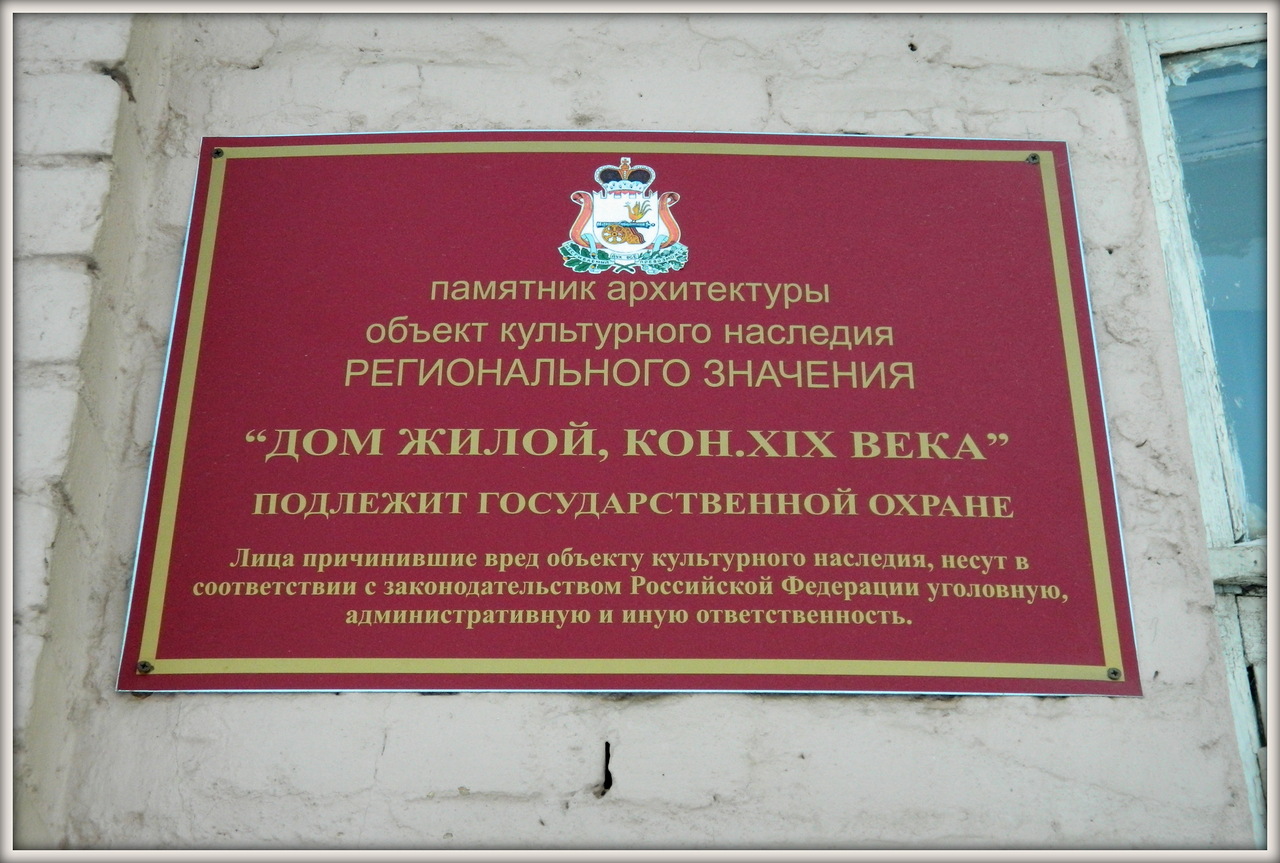 памятник архитектуры
объект культурного наследия
РЕГИОНАЛЬНОГО ЗНАЧЕНИЯ
“ДОМ ЖИЛОЙ, КОН.XIX ВЕКА”
ПОДЛЕЖИТ ГОСУДАРСТВЕННОЙ ОХРАНЕ
Лица причинившие вред объекту культурного наследия, несут в
соответствии с законодательством Российской Федерации уголовную,
административную и иную ответственность.